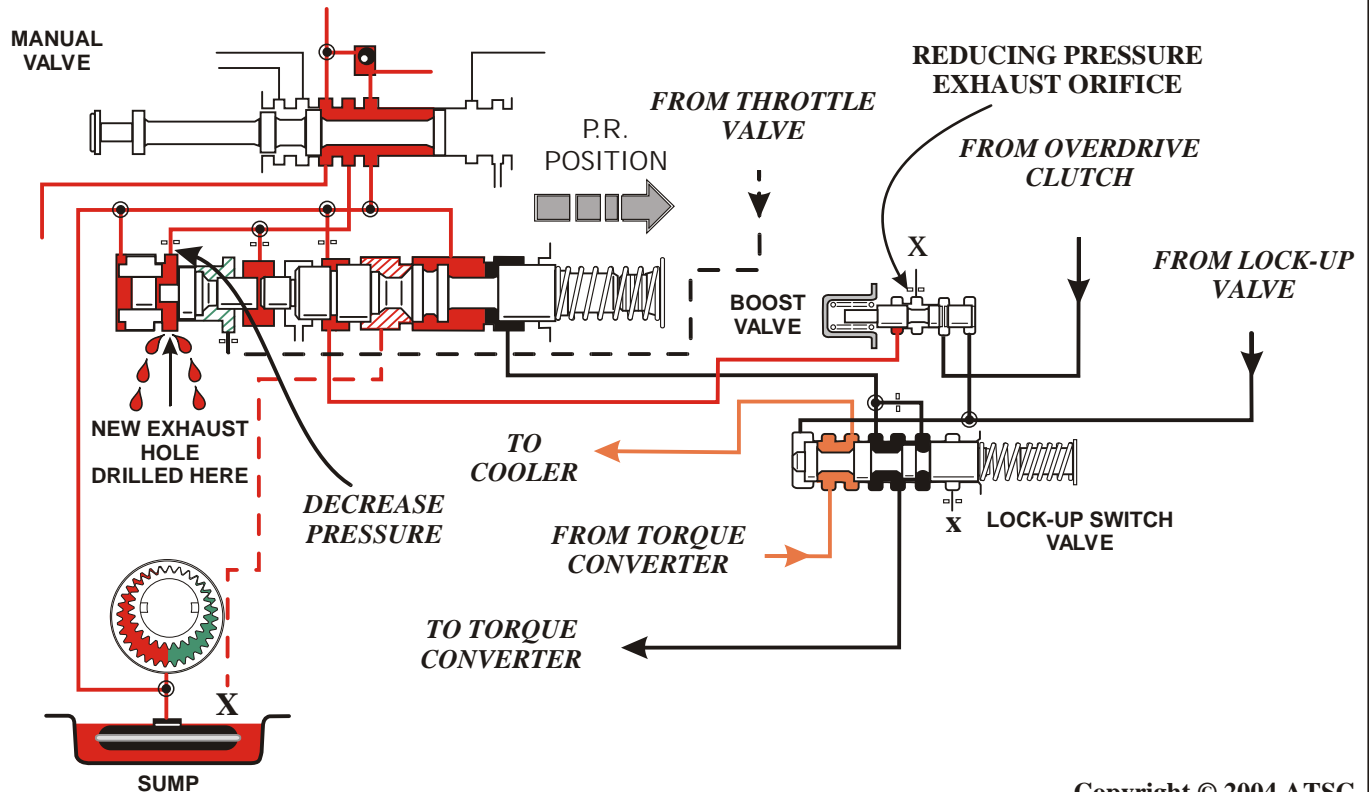 MANUAL
VALVE
P.R.
POSITION
FROM THROTTLE
VALVE
REDUCING PRESSURE
EXHAUST ORIFICE
FROM OVERDRIVE
CLUTCH
X
FROM LOCK-UP
VALVE
BOOST
VALVE
NEW EXHAUST
HOLE
DRILLED HERE
DECREASE
PRESSURE
TO
COOLER
FROM TORQUE
CONVERTER
X
LOCK-UP SWITCH
VALVE
TO TORQUE
CONVERTER
X
SUMP
Copyright © 2004 ATSG